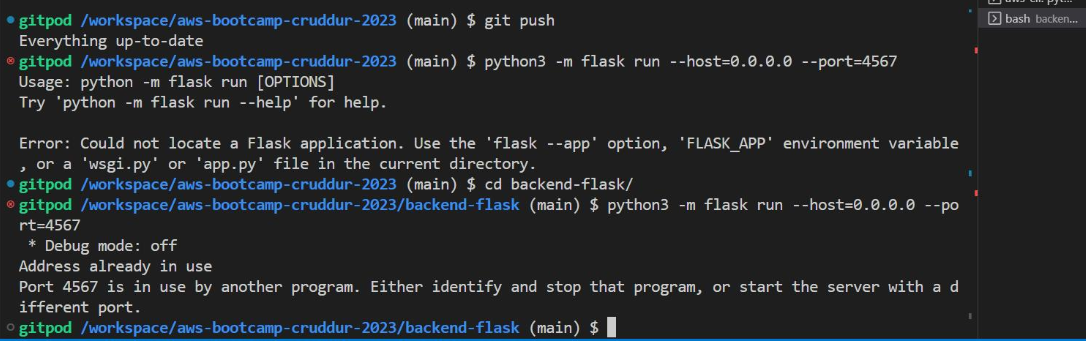 aws-cli: pyt...
gitpod /workspace/aws-bootcamp-cruddur-2023 (main) $ git push
bash backen...
Everything up-to-date
gitpod /workspace/aws-bootcamp-cruddur-2023 (main) $ python3 -m flask run --host=0.0.0.0 --port=4567
Usage: python -m flask run [OPTIONS]
Try 'python -m flask run --help' for help.
Error: Could not locate a Flask application. Use the 'flask --app' option, 'FLASK_APP' environment variable
, or a 'wsgi.py' or 'app.py' file in the current directory.
gitpod /workspace/aws-bootcamp-cruddur-2023 (main) $ cd backend-flask/
gitpod /workspace/aws-bootcamp-cruddur-2023/backend-flask (main) $ python3 -m flask run --host=0.0.0.0 --po
rt=4567
* Debug mode: off
Address already in use
Port 4567 is in use by another program. Either identify and stop that program, or start the server with a d
ifferent port.
gitpod /workspace/aws-bootcamp-cruddur-2023/backend-flask (main) $